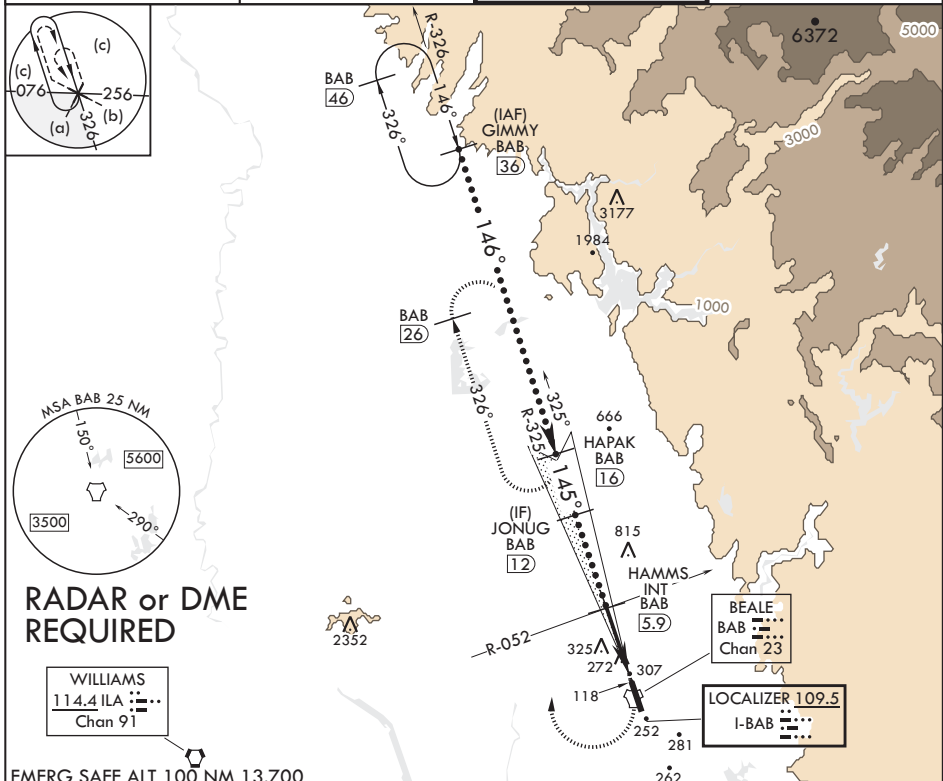 (c)
(c)
076
256
(a)
(b)
326
R-326
146°
326°
BAB
46
(IAF)
GIMMY
BAB
36
6372
5000
3000
3177
1984
1000
146°
BAB
26
326°
325°
R-325
666
HAPAK
BAB
16
145°
(IF)
JONUG
BAB
12
815
HAMMS
INT
BAB
5.9
R-052
325
272
307
118
252
281
262
MSA BAB 25 NM
150°
5600
3500
290°
RADAR or DME
REQUIRED
2352
WILLIAMS
114.4 ILA
Chan 91
BEALE
BAB
Chan 23
LOCALIZER 109.5
I-BAB
EMERG SAFE ALT 100 NM 13,700